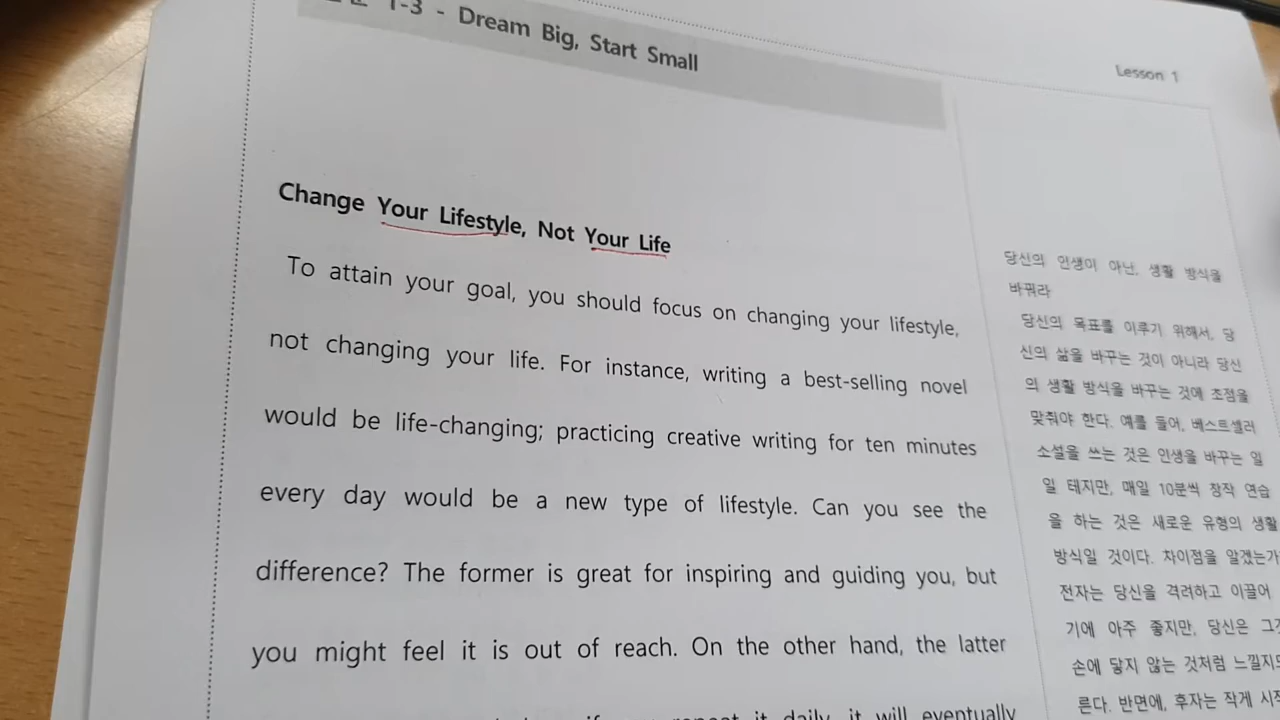 1-3 - Dream Big, Start Small
Lesson 1
Change Your Lifestyle, Not Your Life
To attain your goal, you should focus on changing your lifestyle,
not changing your life. For instance, writing a best-selling novel
would be life-changing; practicing creative writing for ten minutes
every day would be a new type of lifestyle. Can you see the
difference? The former is great for inspiring and guiding you, but
you might feel it is out of reach. On the other hand, the latter
if you repeat it daily, it will eventually
당신의 인생이 아닌, 생활 방식을
바꿔라
당신의 목표를 이루기 위해서, 당
신의 삶을 바꾸는 것이 아니라 당신
의 생활 방식을 바꾸는 것에 초점을
맞춰야 한다. 예를 들어, 베스트셀러
소설을 쓰는 것은 인생을 바꾸는 일
일 테지만, 매일 10분씩 창작 연습
을 하는 것은 새로운 유형의 생활
방식일 것이다. 차이점을 알겠는가
전자는 당신을 격려하고 이끌어
기에 아주 좋지만, 당신은 그것
손에 닿지 않는 것처럼 느낄지도
른다. 반면에, 후자는 작게 시작